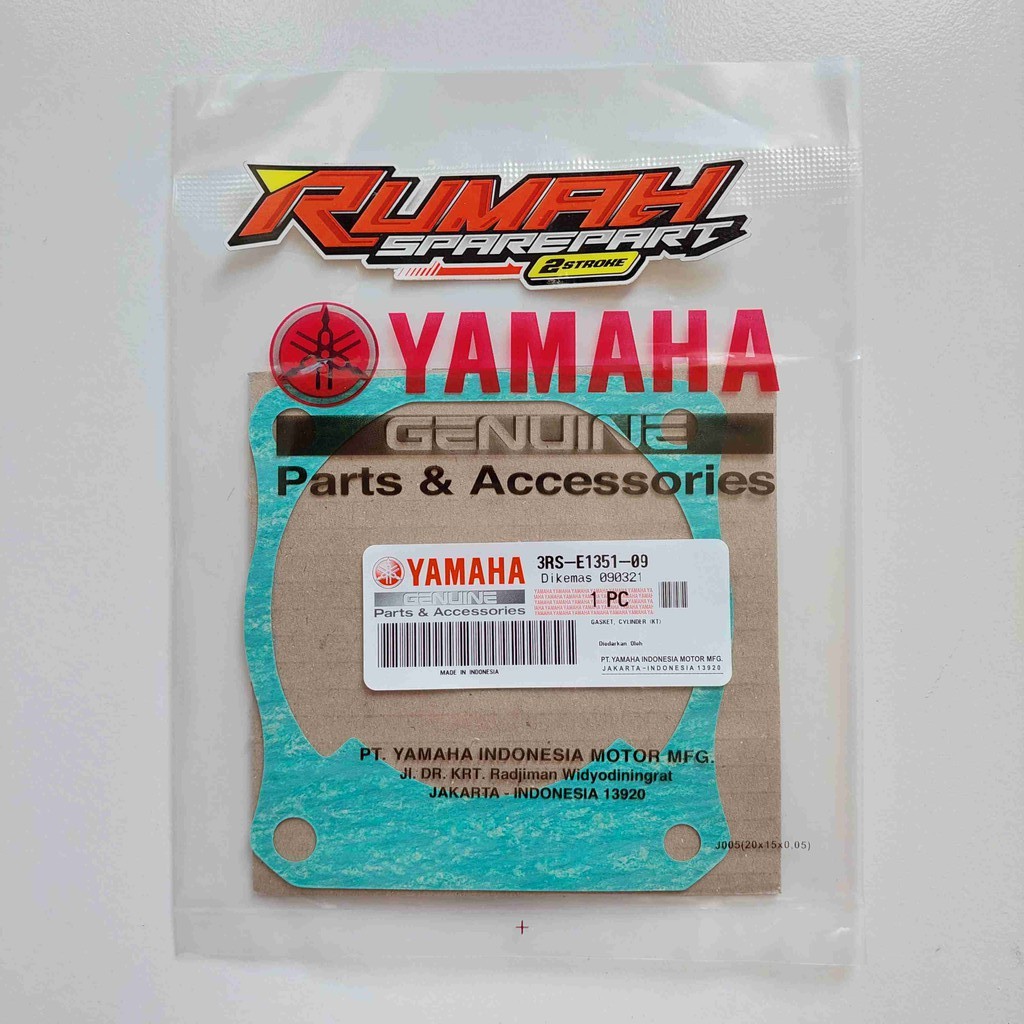 RUMAH
SPAREPART
2STROKE
YAMAHA
GENUINE
Parts & Accessories
YAMAHA
GENUINE
Parts & Accessories
MADE IN INDONESIA
3RS-E1351-09
Dikemas 090321
1 PC
GASKET, CYLINDER (KT)
Diedarkan Oleh
PT. YAMAHA INDONESIA MOTOR MFG.
JAKARTA-INDONESIA 13920
PT. YAMAHA INDONESIA MOTOR MFG.
Jl. DR. KRT. Radjiman Widyodiningrat
JAKARTA - INDONESIA 13920
J005(20x15x0.05)